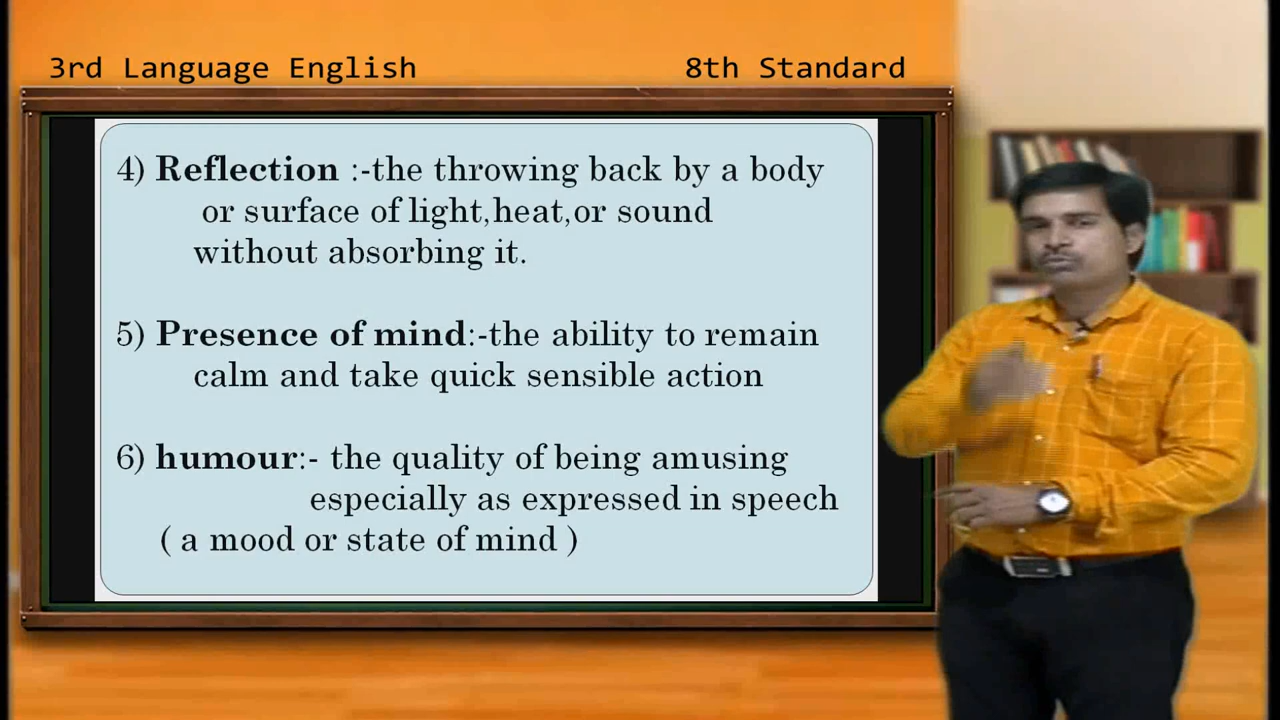 3rd Language English 8th Standard
4) Reflection :-the throwing back by a body
or surface of light,heat,or sound
without absorbing it.
5) Presence of mind:-the ability to remain
calm and take quick sensible action
6) humour:- the quality of being amusing
especially as expressed in speech
( a mood or state of mind )